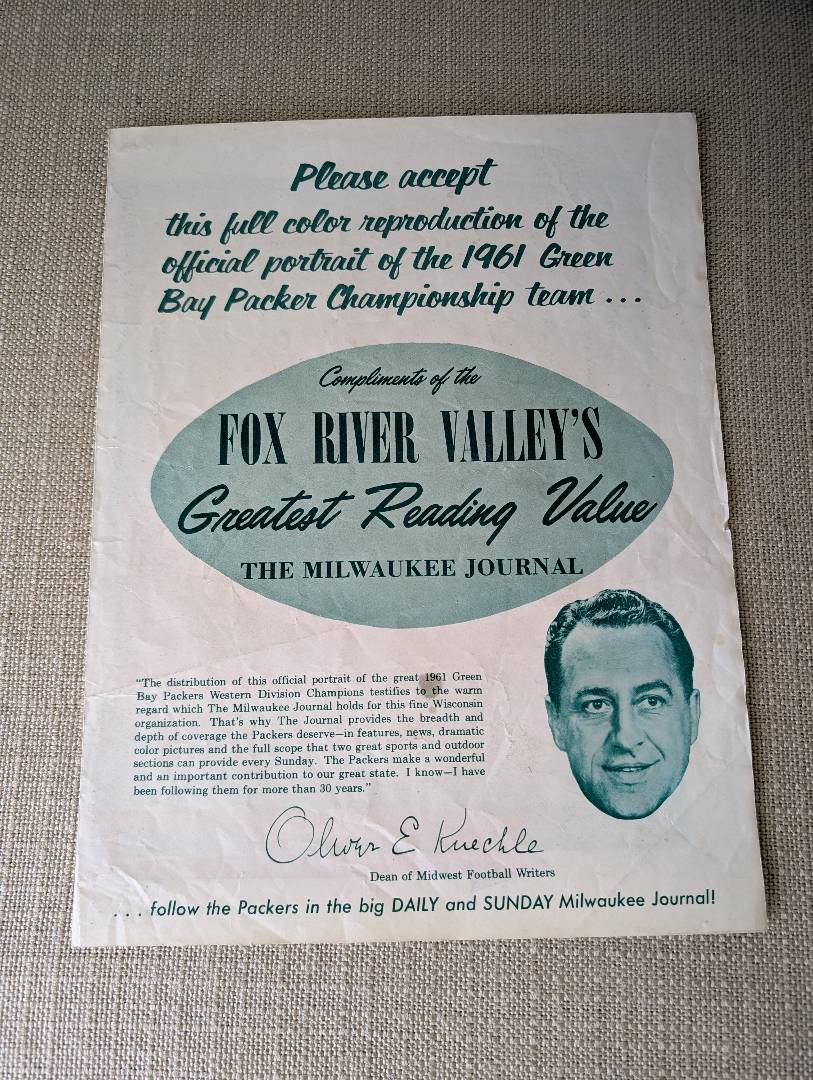 Please accept
this full color reproduction of the
official portrait of the 1961 Green
Bay Packer Championship team ...
Compliments of the
FOX RIVER VALLEY'S
Greatest Reading Value
THE MILWAUKEE JOURNAL
"The distribution of this official portrait of the great 1961 Green
Bay Packers Western Division Champions testifies to the warm
regard which The Milwaukee Journal holds for this fine Wisconsin
organization. That's why The Journal provides the breadth and
depth of coverage the Packers deserve—in features, news, dramatic
color pictures and the full scope that two great sports and outdoor
sections can provide every Sunday. The Packers make a wonderful
and an important contribution to our great state. I know—I have
been following them for more than 30 years."
Oliver E Kuechle
Dean of Midwest Football Writers
... follow the Packers in the big DAILY and SUNDAY Milwaukee Journal!